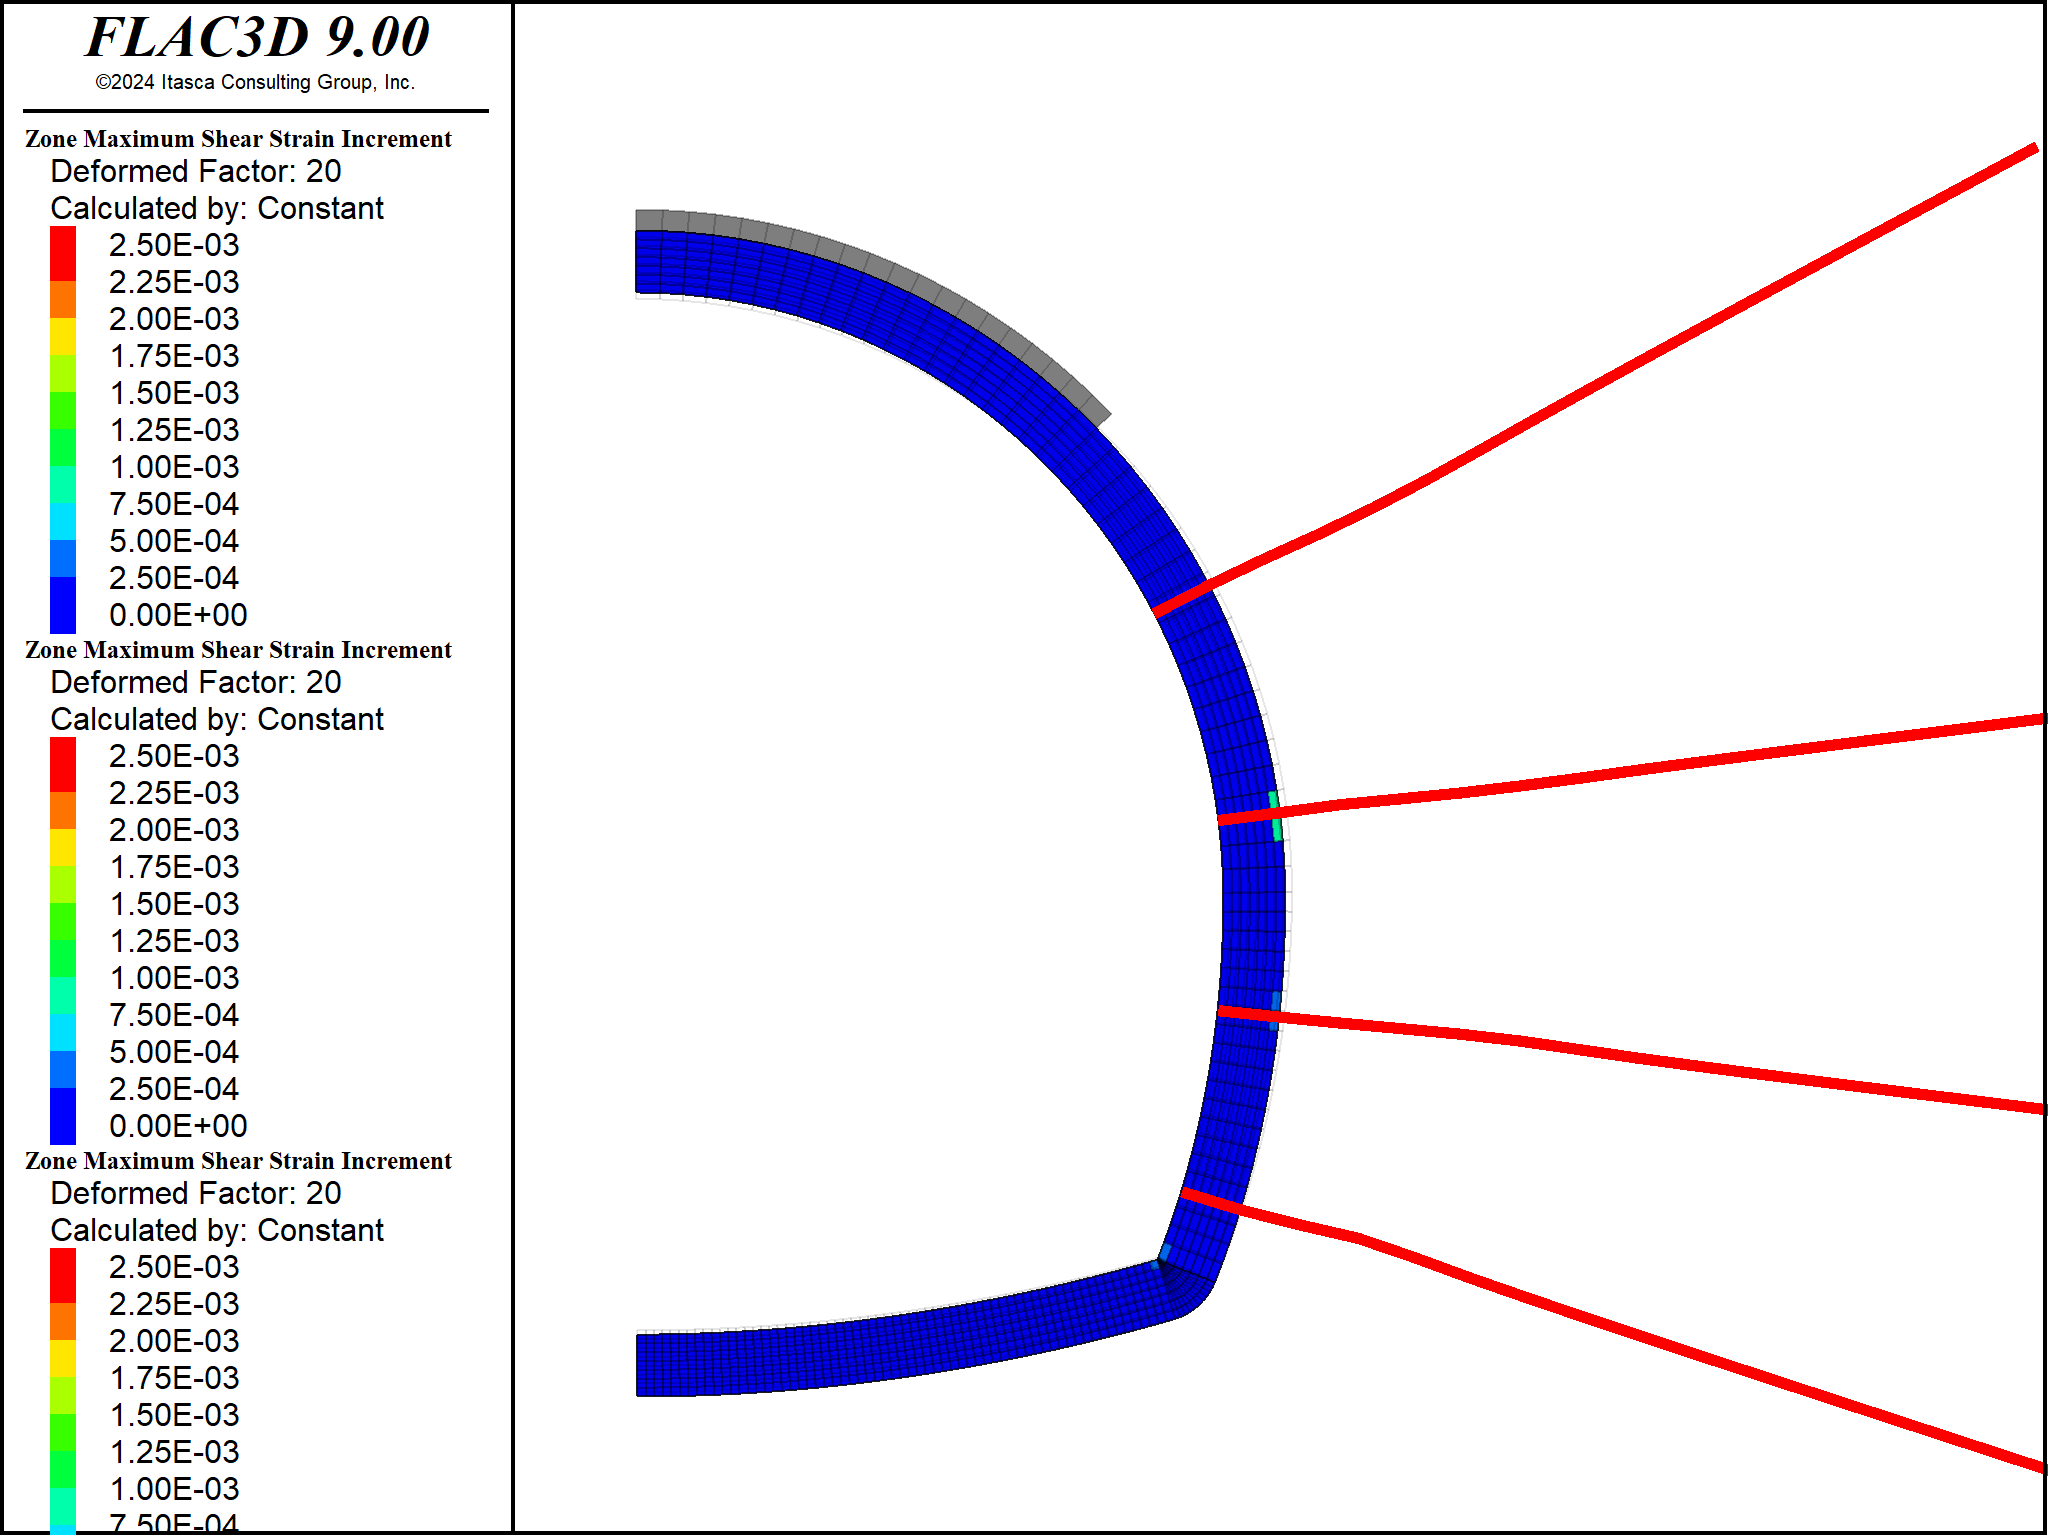 FLAC3D 9.00
©2024 Itasca Consulting Group, Inc.
Zone Maximum Shear Strain Increment
Deformed Factor: 20
Calculated by: Constant
2.50E-03
2.25E-03
2.00E-03
1.75E-03
1.50E-03
1.25E-03
1.00E-03
7.50E-04
5.00E-04
2.50E-04
0.00E+00
Zone Maximum Shear Strain Increment
Deformed Factor: 20
Calculated by: Constant
2.50E-03
2.25E-03
2.00E-03
1.75E-03
1.50E-03
1.25E-03
1.00E-03
7.50E-04
5.00E-04
2.50E-04
0.00E+00
Zone Maximum Shear Strain Increment
Deformed Factor: 20
Calculated by: Constant
2.50E-03
2.25E-03
2.00E-03
1.75E-03
1.50E-03
1.25E-03
1.00E-03
7.50E-04